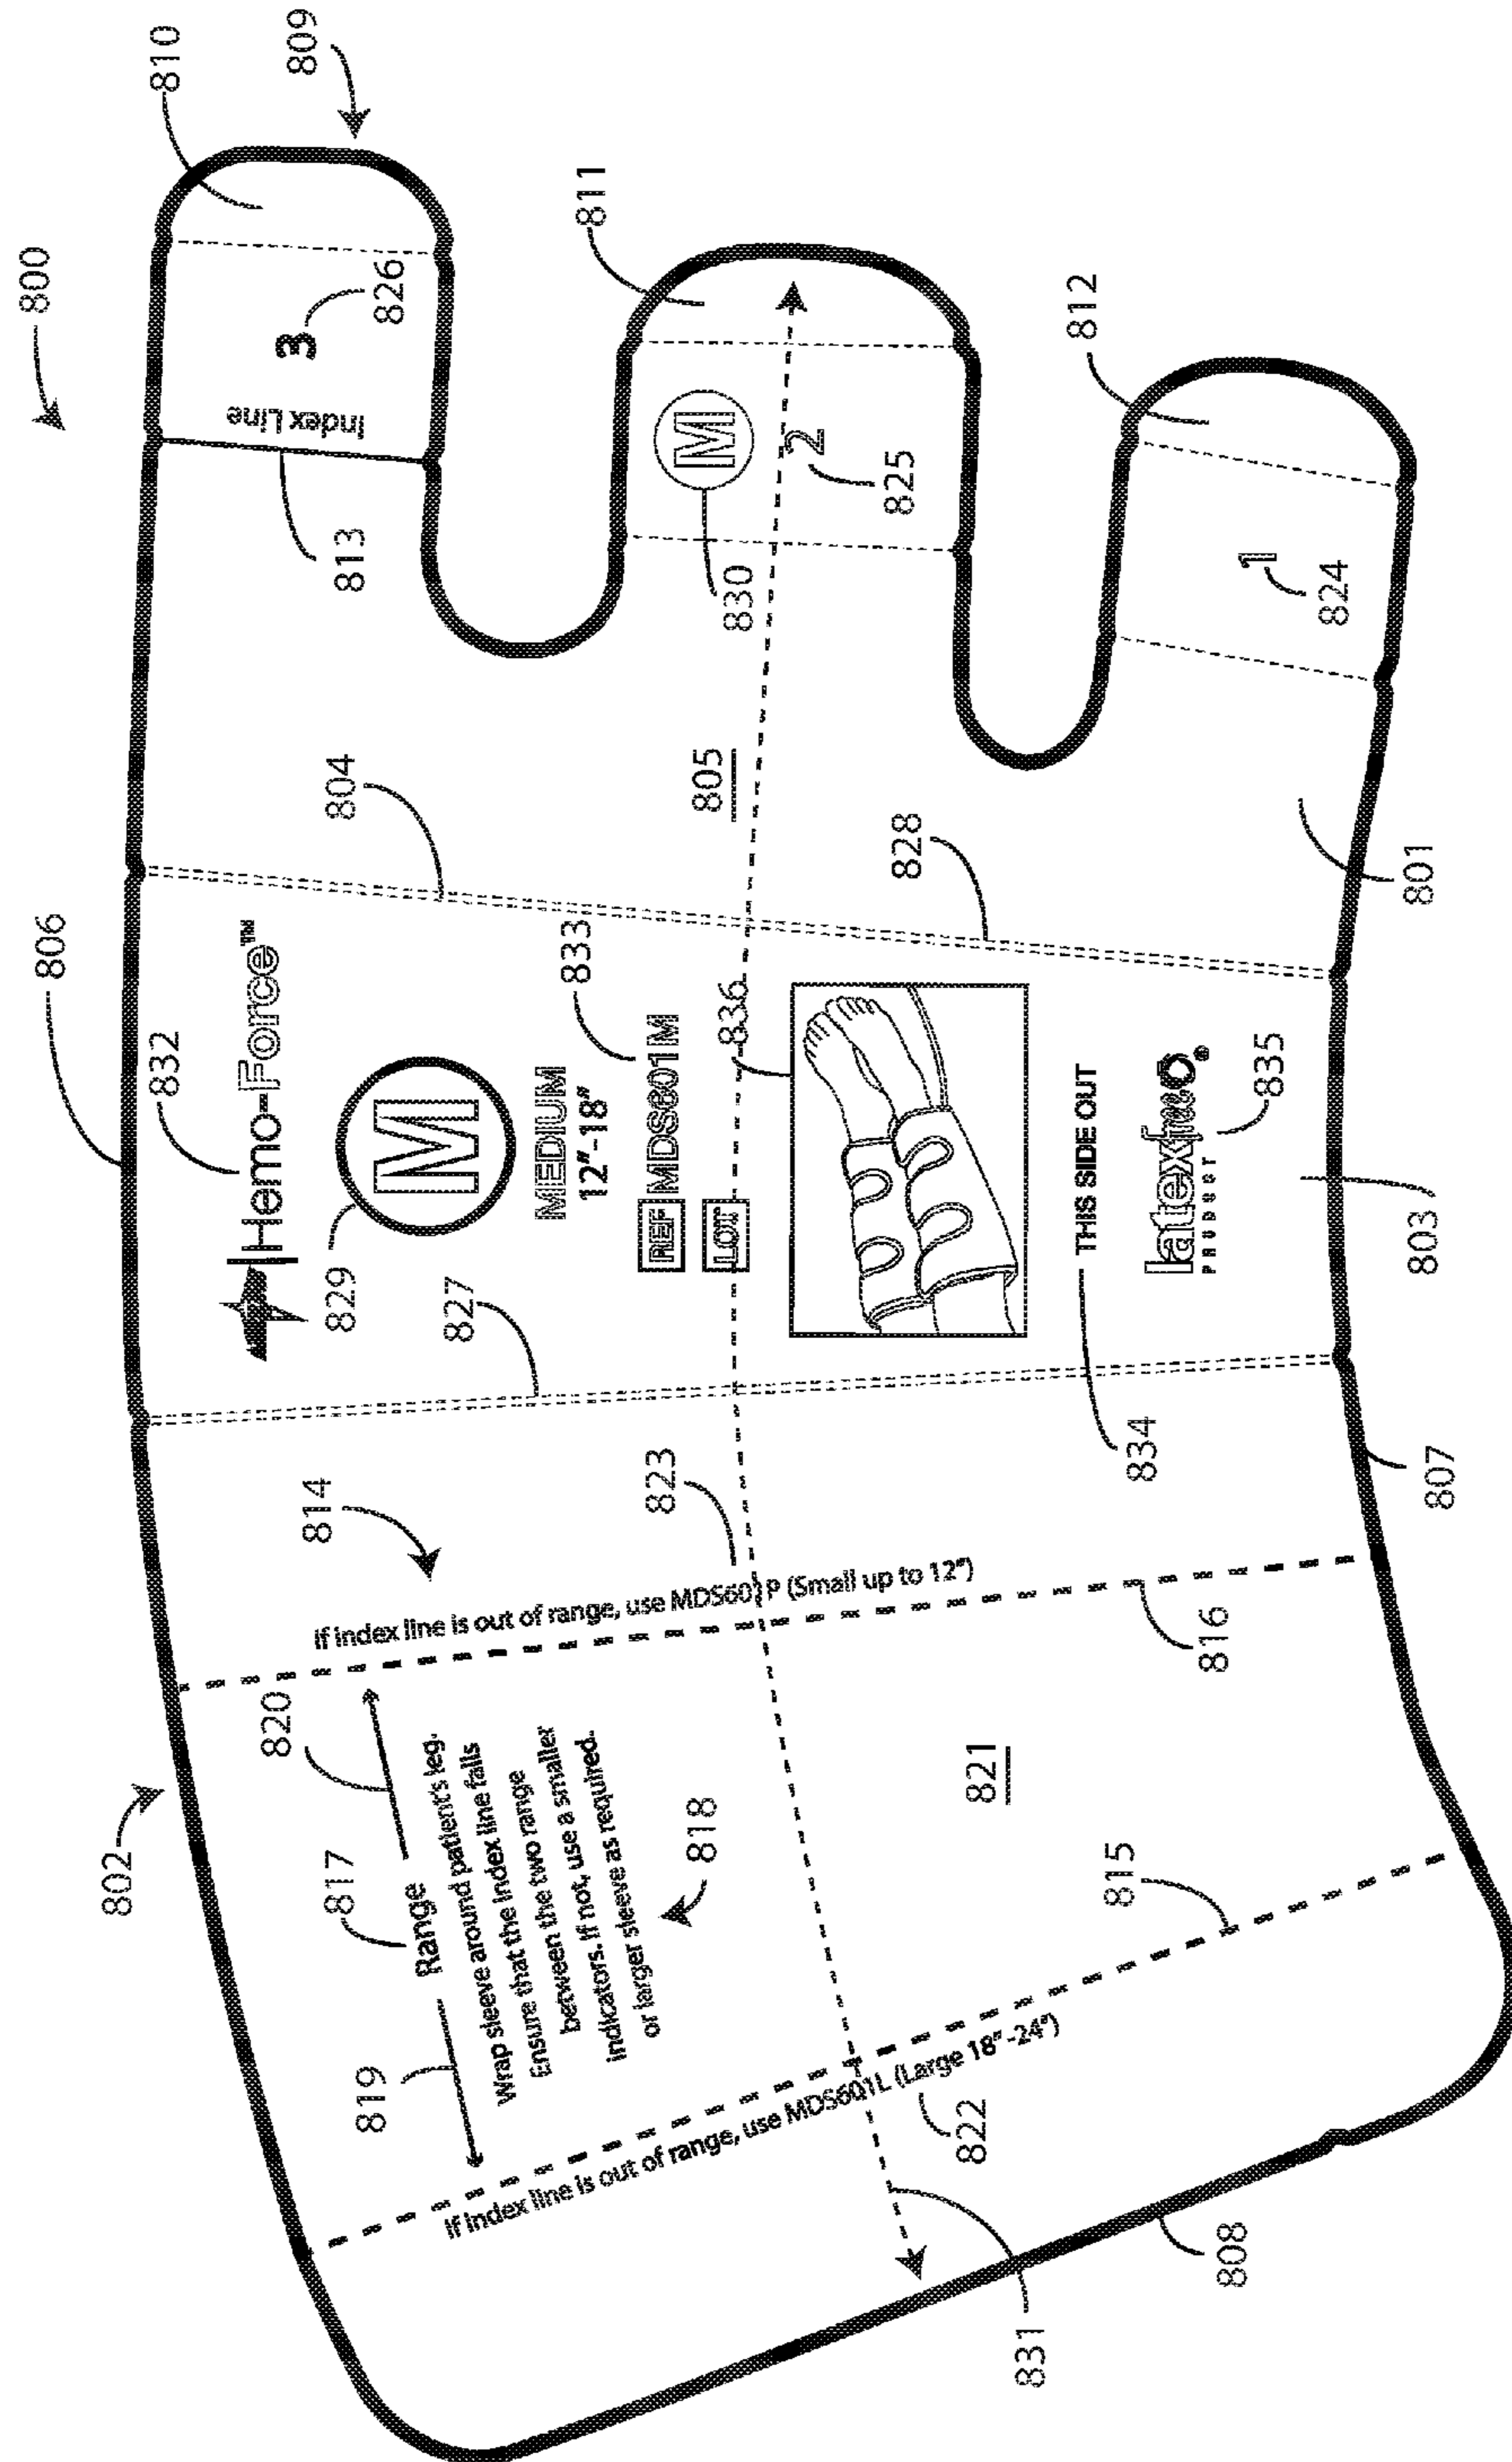 800
809
810
3
826
Index Line
813
811
M
830
2
825
812
1
824
806
804
805
828
801
832
Hemo-Force™
829
M
MEDIUM
12"-18"
833
REF MDS601M
LOT
836
827
THIS SIDE OUT
834
latexfree®
PRODUCT
835
803
802
814
823
If index line is out of range, use MDS601P (Small up to 12")
816
807
820
817
Range
819
Wrap sleeve around patient's leg.
Ensure that the index line falls
between the two range
indicators. If not, use a smaller
or larger sleeve as required.
818
821
815
If index line is out of range, use MDS601L (Large 18"-24")
822
831
808